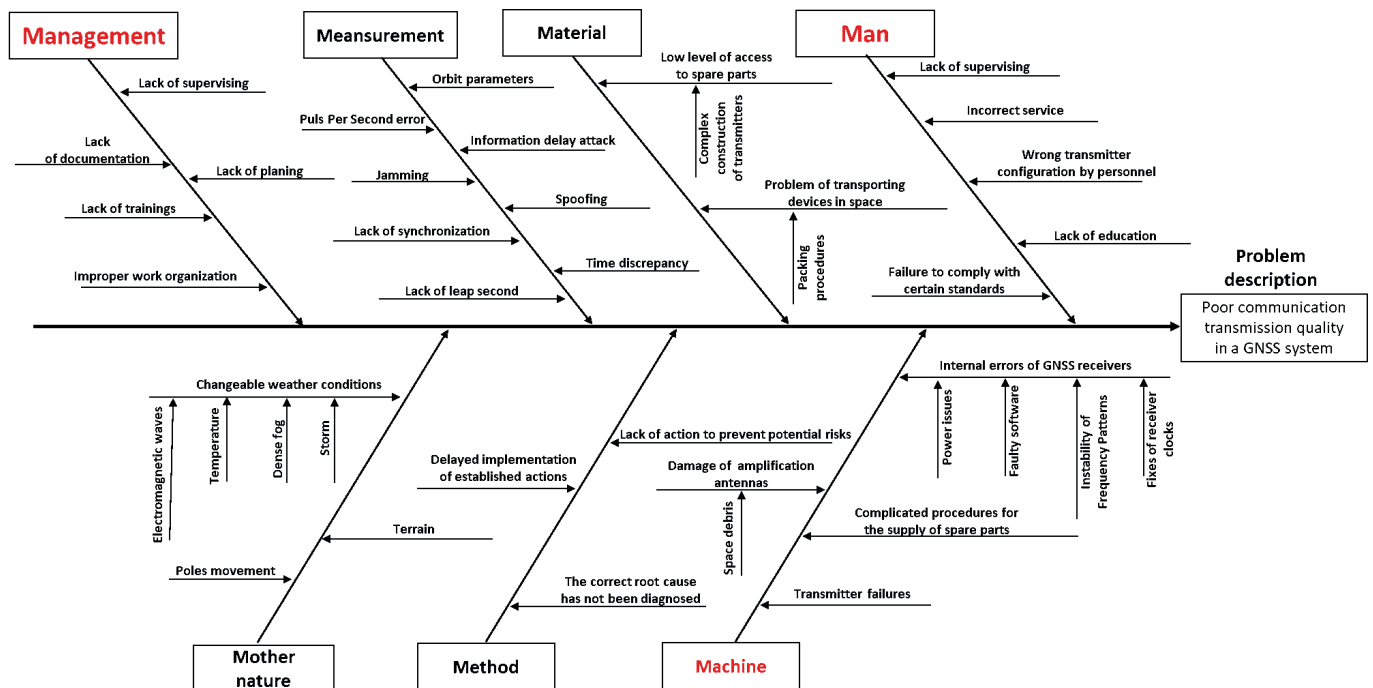 Management
Meansurement
Material
Man
Lack of supervising
Lack
of documentation
Lack of planing
Lack of trainings
Improper work organization
Orbit parameters
Puls Per Second error
Information delay attack
Jamming
Spoofing
Lack of synchronization
Time discrepancy
Lack of leap second
Low level of access
to spare parts
Complex
construction
of transmitters
Problem of transporting
devices in space
Packing
procedures
Lack of supervising
Incorrect service
Wrong transmitter
configuration by personnel
Lack of education
Failure to comply with
certain standards
Problem
description
Poor communication
transmission quality
in a GNSS system
Changeable weather conditions
Electromagnetic waves
Temperature
Dense fog
Storm
Terrain
Poles movement
Lack of action to prevent potential risks
Delayed implementation
of established actions
The correct root cause
has not been diagnosed
Internal errors of GNSS receivers
Power issues
Faulty software
Instability of
Frequency Patterns
Fixes of receiver
clocks
Damage of amplification
antennas
Space debris
Complicated procedures for
the supply of spare parts
Transmitter failures
Mother
nature
Method
Machine